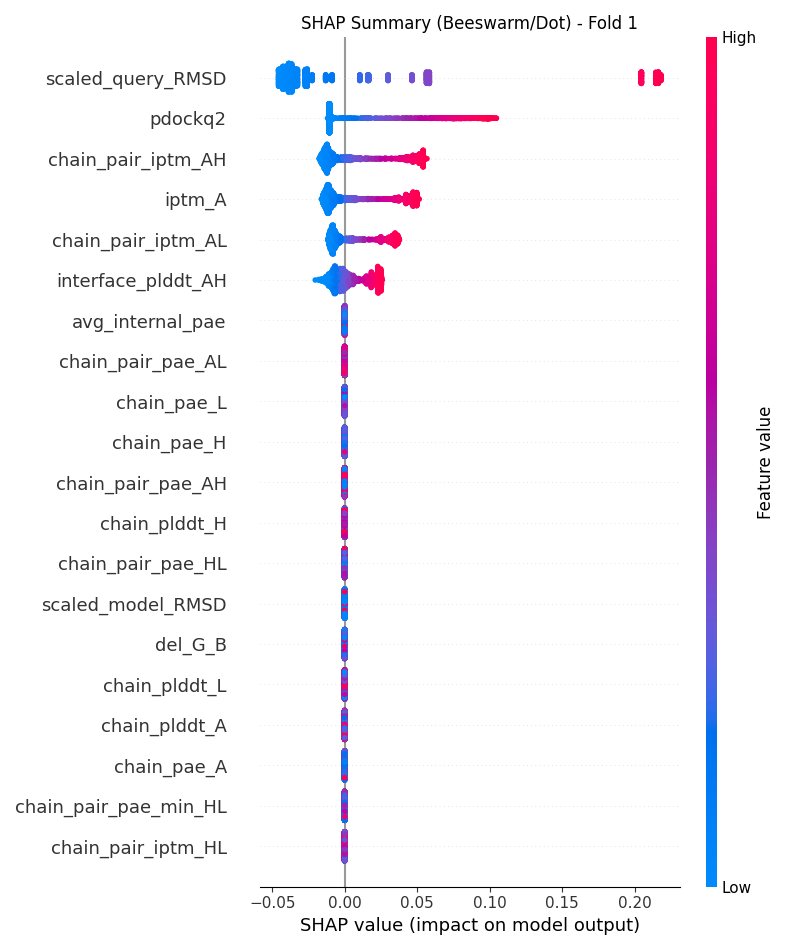 SHAP Summary (Beeswarm/Dot) - Fold 1
High
scaled_query_RMSD
pdockq2
chain_pair_iptm_AH
iptm_A
chain_pair_iptm_AL
interface_plddt_AH
avg_internal_pae
chain_pair_pae_AL
chain_pae_L
chain_pae_H
chain_pair_pae_AH
chain_plddt_H
chain_pair_pae_HL
scaled_model_RMSD
del_G_B
chain_plddt_L
chain_plddt_A
chain_pae_A
chain_pair_pae_min_HL
chain_pair_iptm_HL
Feature value
Low
−0.05 0.00 0.05 0.10 0.15 0.20
SHAP value (impact on model output)